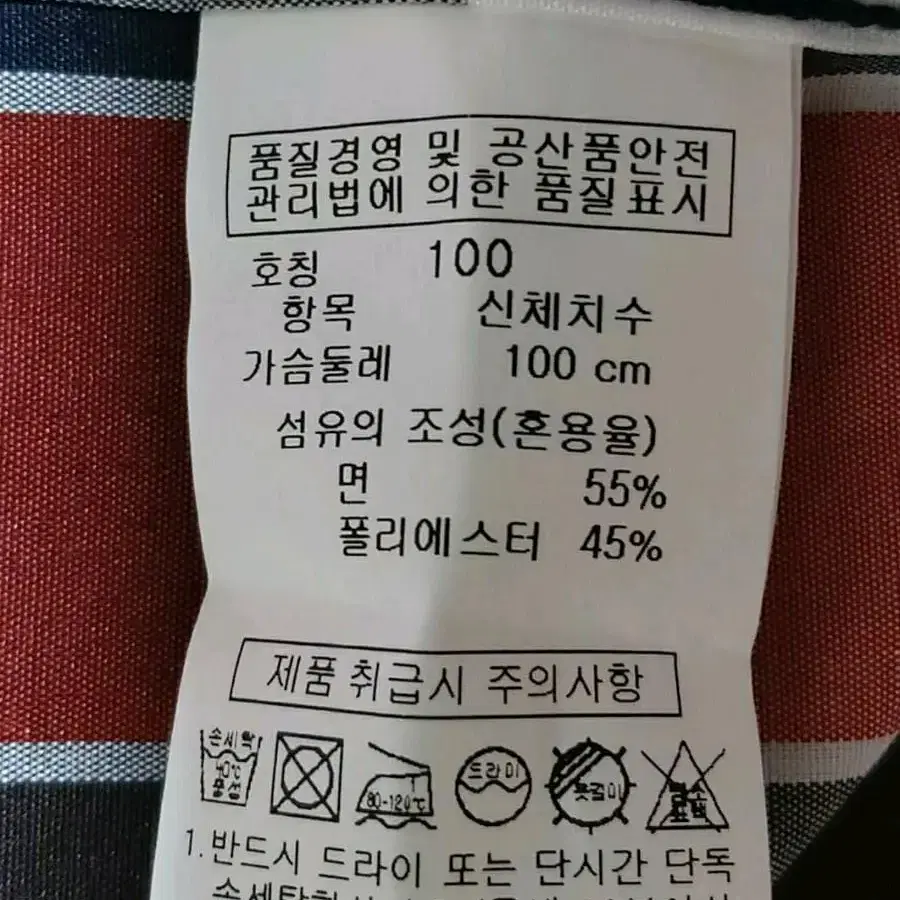 품질경영 및 공산품안전
관리법에 의한 품질표시
호칭 100
항목 신체치수
가슴둘레 100 cm
섬유의 조성(혼용율)
면 55%
폴리에스터 45%
제품 취급시 주의사항
손세탁
40℃
중성
80-120℃
드라이
옷걸이
염소
표백
1. 반드시 드라이 또는 단시간 단독